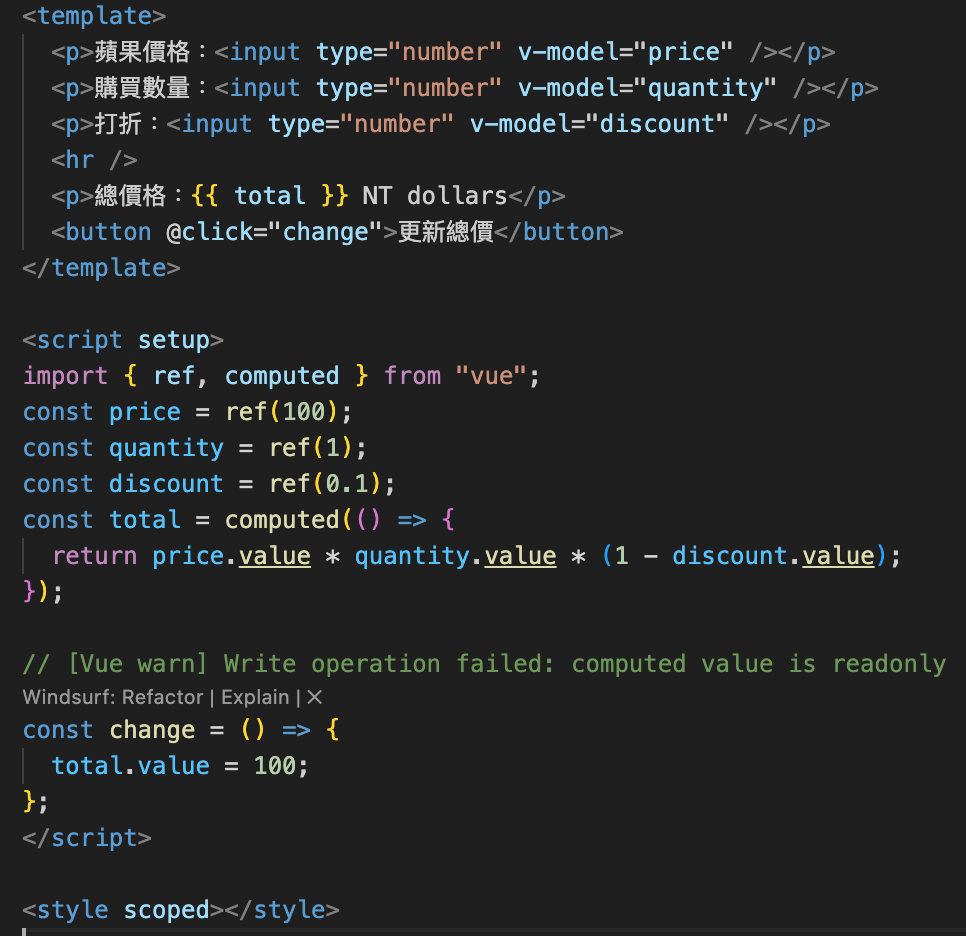 <template>
  <p>蘋果價格：<input type="number" v-model="price" /></p>
  <p>購買數量：<input type="number" v-model="quantity" /></p>
  <p>打折：<input type="number" v-model="discount" /></p>
  <hr />
  <p>總價格：{{ total }} NT dollars</p>
  <button @click="change">更新總價</button>
</template>

<script setup>
import { ref, computed } from "vue";
const price = ref(100);
const quantity = ref(1);
const discount = ref(0.1);
const total = computed(() => {
  return price.value * quantity.value * (1 - discount.value);
});

// [Vue warn] Write operation failed: computed value is readonly
Windsurf: Refactor | Explain | ×
const change = () => {
  total.value = 100;
};
</script>

<style scoped></style>